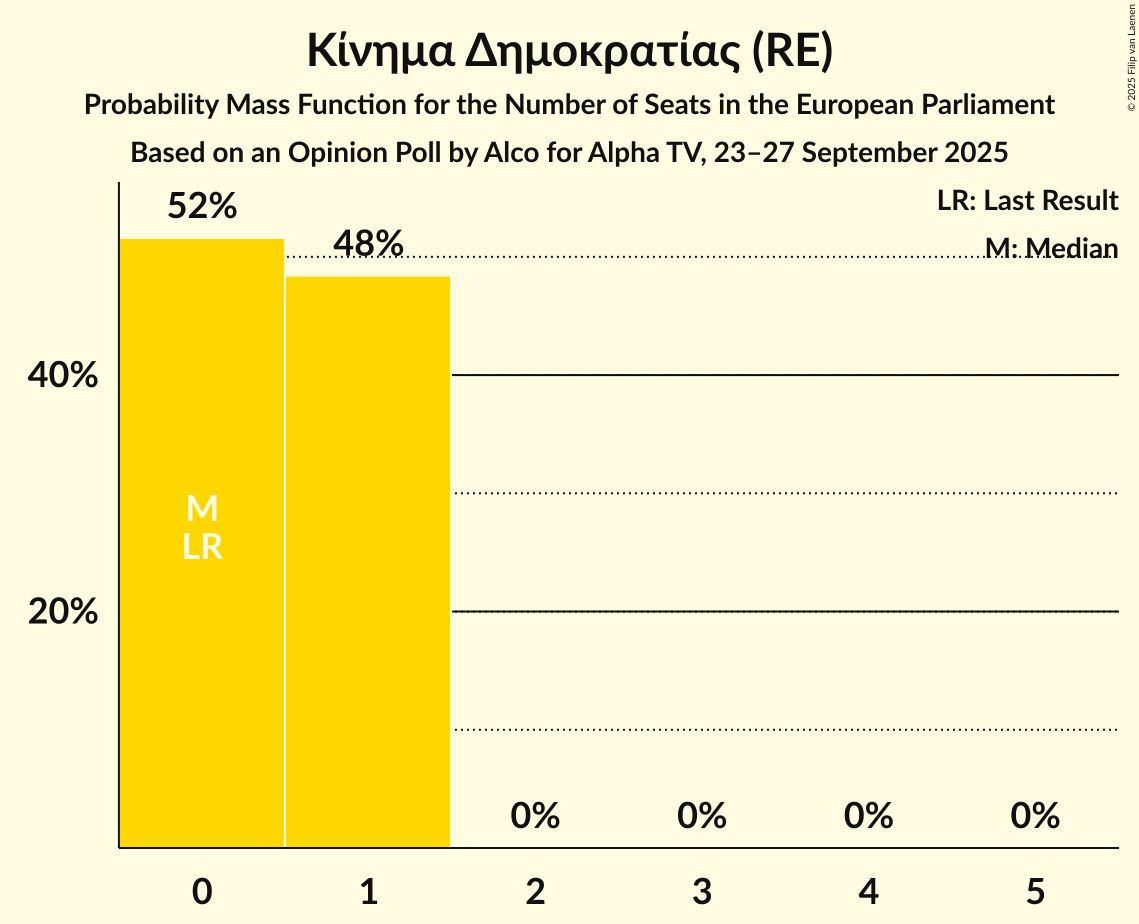 Κίνημα Δημοκρατίας (RE)
Probability Mass Function for the Number of Seats in the European Parliament
Based on an Opinion Poll by Alco for Alpha TV, 23–27 September 2025
© 2025 Filip van Laenen
LR: Last Result
M: Median
52%
48%
40%
20%
M
LR
0% 0% 0% 0%
0 1 2 3 4 5